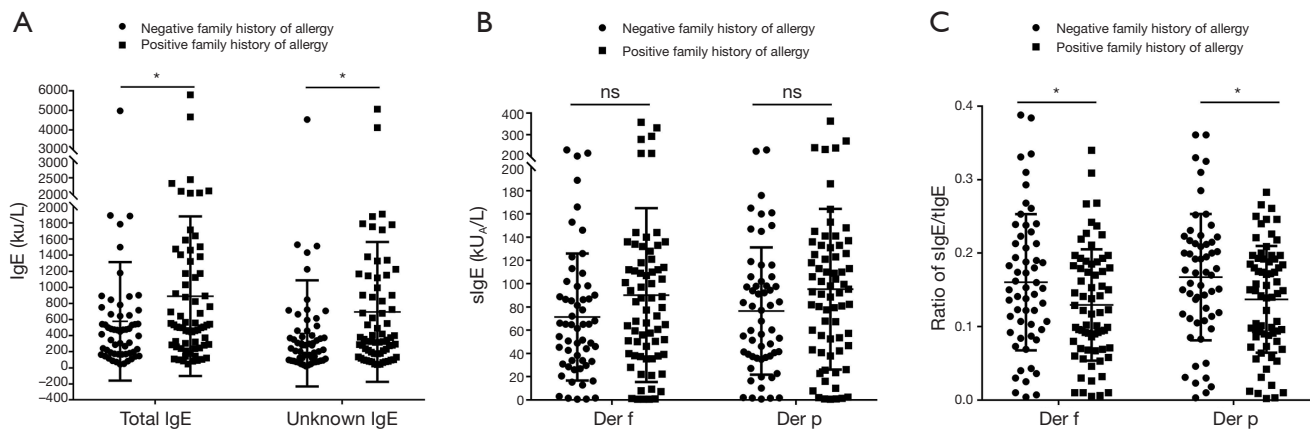 A
Negative family history of allergy
Positive family history of allergy
*
*
IgE (ku/L)
6000
5000
4000
3000
3000
2500
2000
2000
1800
1600
1400
1200
1000
800
600
400
200
0
−200
−400
Total IgE
Unknown IgE
B
Negative family history of allergy
Positive family history of allergy
ns
ns
sIgE (kUA/L)
400
300
200
200
180
160
140
120
100
80
60
40
20
0
Der f
Der p
C
Negative family history of allergy
Positive family history of allergy
*
*
Ratio of sIgE/tIgE
0.4
0.3
0.2
0.1
0.0
Der f
Der p